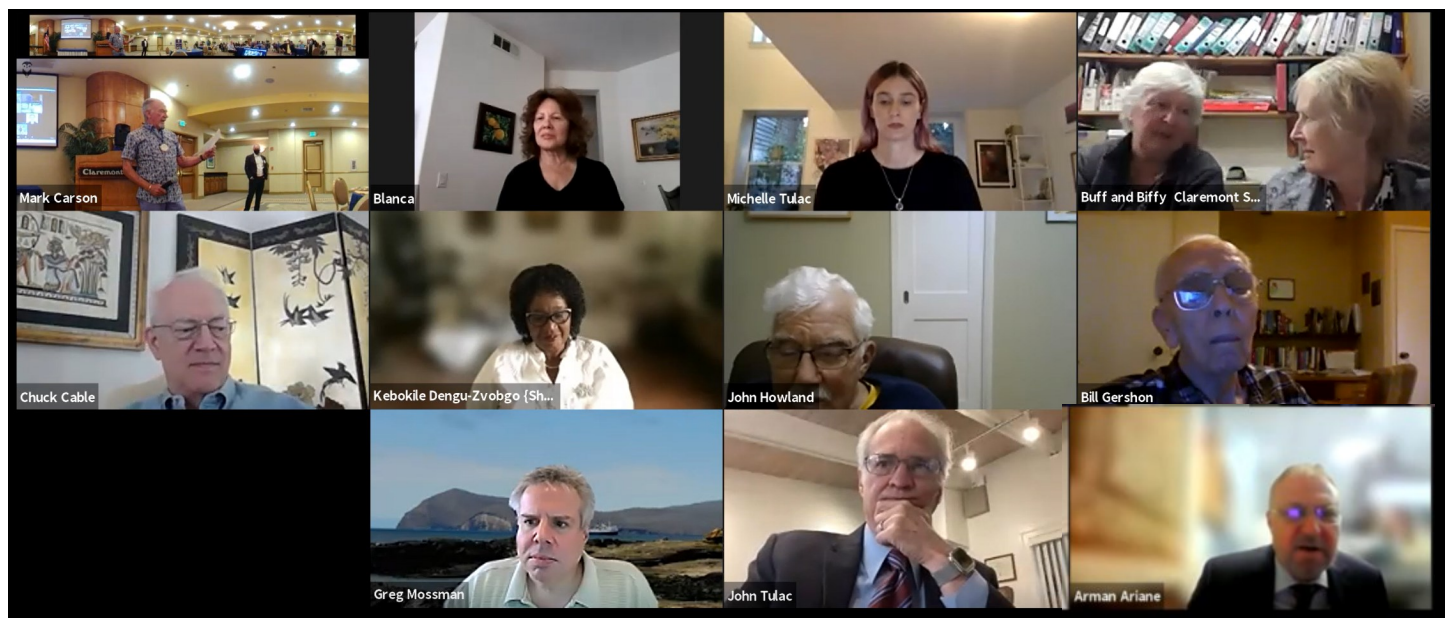 Claremont
Mark Carson
Blanca
Michelle Tulac
Buff and Biffy Claremont S...
Chuck Cable
Kebokile Dengu-Zvobgo {Sh...
John Howland
Bill Gershon
Greg Mossman
John Tulac
Arman Ariane